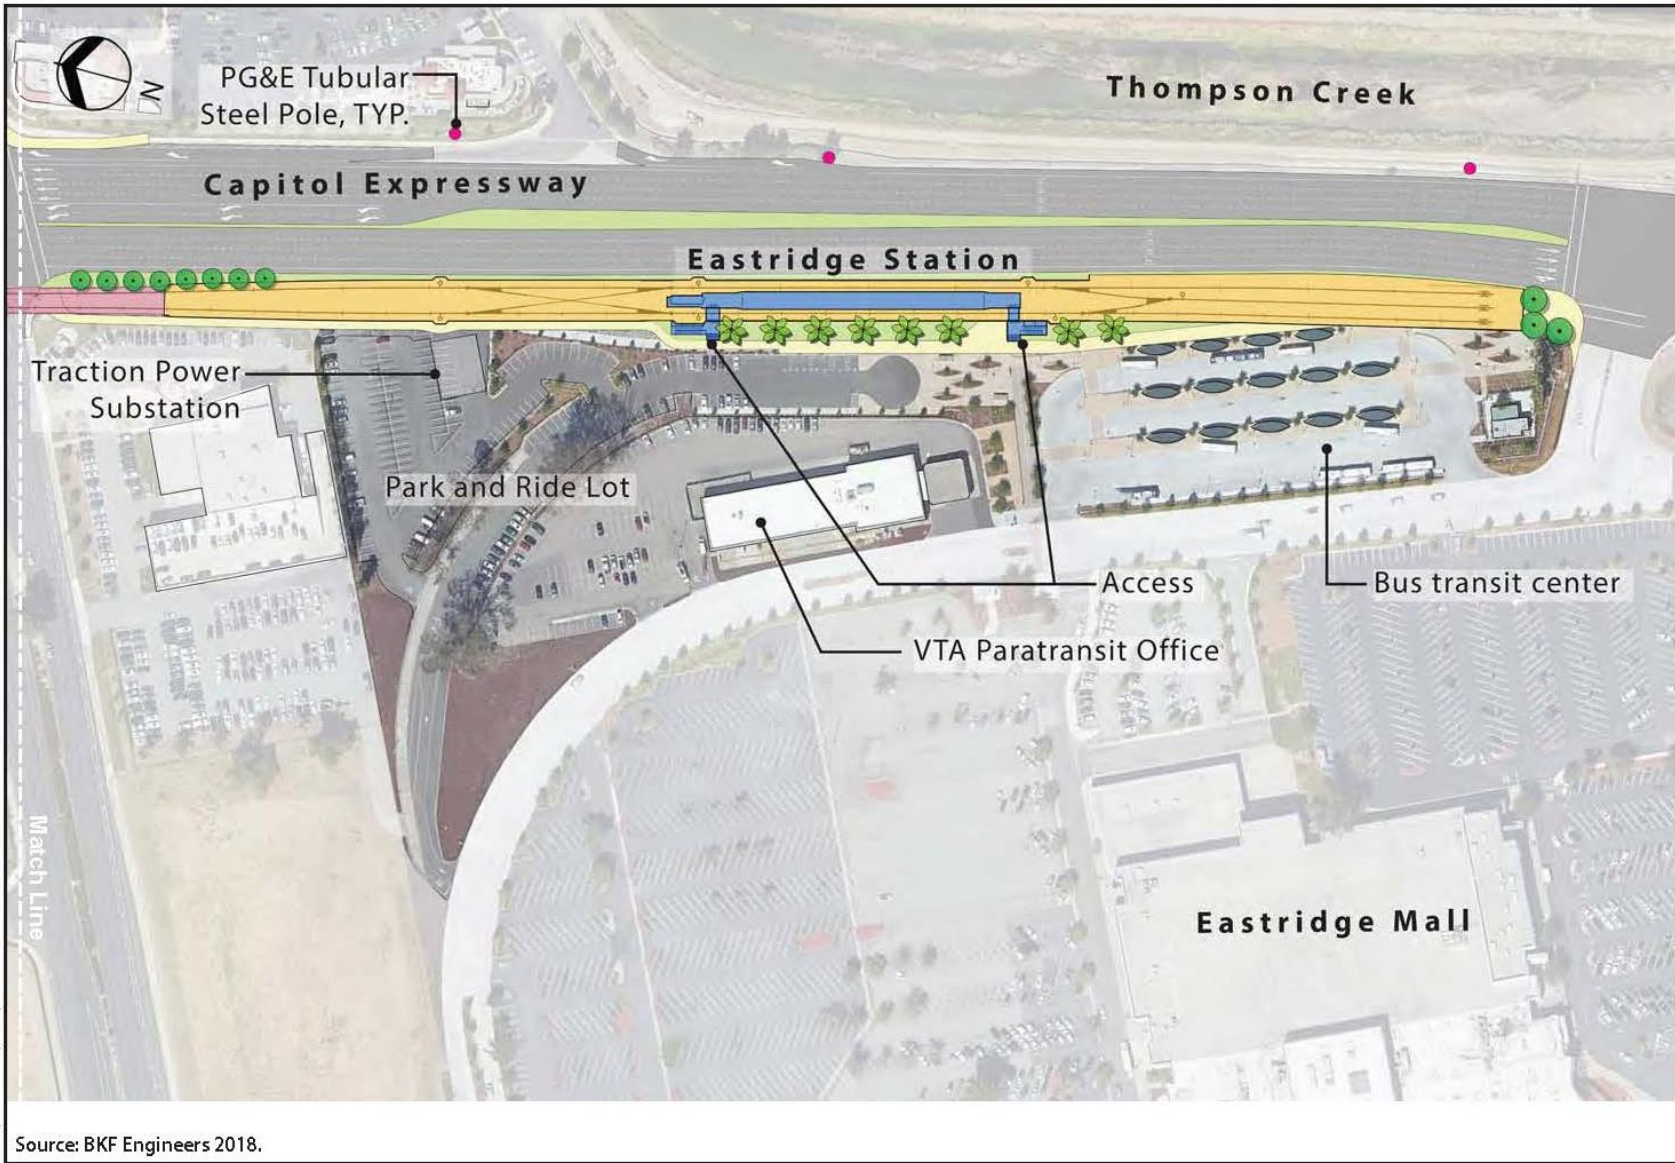 N
PG&E Tubular
Steel Pole, TYP.
Thompson Creek
Capitol Expressway
Eastridge Station
Traction Power
Substation
Park and Ride Lot
Access
Bus transit center
VTA Paratransit Office
Match Line
Eastridge Mall
Source: BKF Engineers 2018.